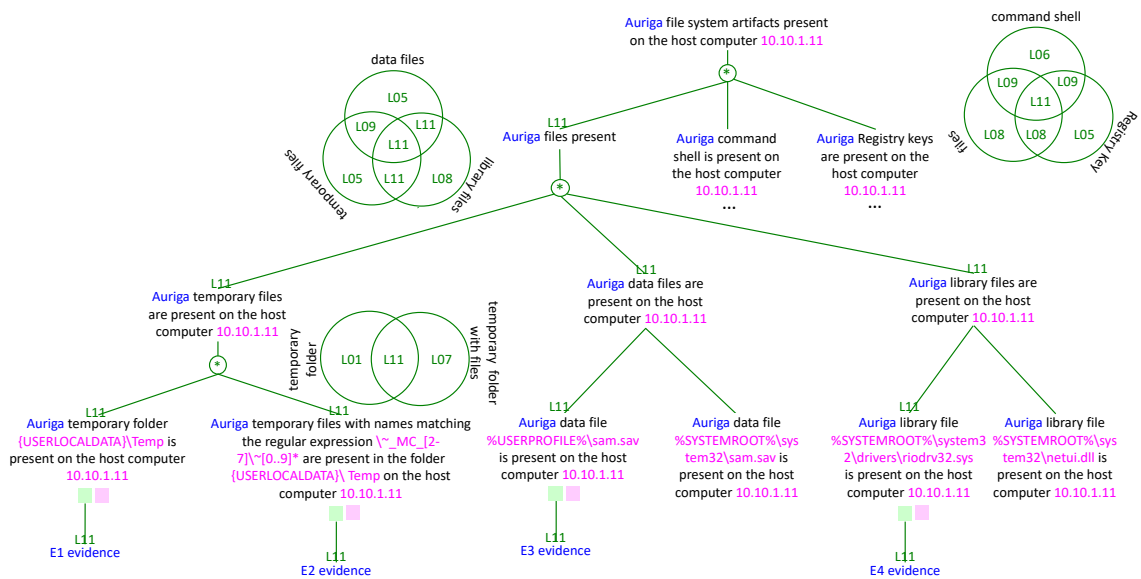 command shell
Auriga file system artifacts present
on the host computer 10.10.1.11
*
L06
L09
L09
L11
L08
L08
L05
files
Registry Key
data files
L05
L09
L11
L11
L05
L11
L08
temporary files
library files
L11
Auriga files present
Auriga command
shell is present on
the host computer
10.10.1.11
...
Auriga Registry keys
are present on the
host computer
10.10.1.11
...
*
L11
Auriga temporary files
are present on the host
computer 10.10.1.11
*
temporary
folder
L01
L11
L07
temporary folder
with files
L11
Auriga data files are
present on the host
computer 10.10.1.11
L11
Auriga library files are
present on the host
computer 10.10.1.11
L11
Auriga temporary folder
{USERLOCALDATA}\Temp is
present on the host computer
10.10.1.11
L11
E1 evidence
L11
Auriga temporary files with names matching
the regular expression \~_MC_[2-
7]\~[0..9]* are present in the folder
{USERLOCALDATA}\ Temp on the host
computer 10.10.1.11
L11
E2 evidence
L11
Auriga data file
%USERPROFILE%\sam.sav
is present on the host
computer 10.10.1.11
L11
E3 evidence
Auriga data file
%SYSTEMROOT%\sys
tem32\sam.sav is
present on the host
computer 10.10.1.11
L11
Auriga library file
%SYSTEMROOT%\system3
2\drivers\riodrv32.sys
is present on the host
computer 10.10.1.11
L11
E4 evidence
Auriga library file
%SYSTEMROOT%\sys
tem32\netui.dll is
present on the host
computer 10.10.1.11